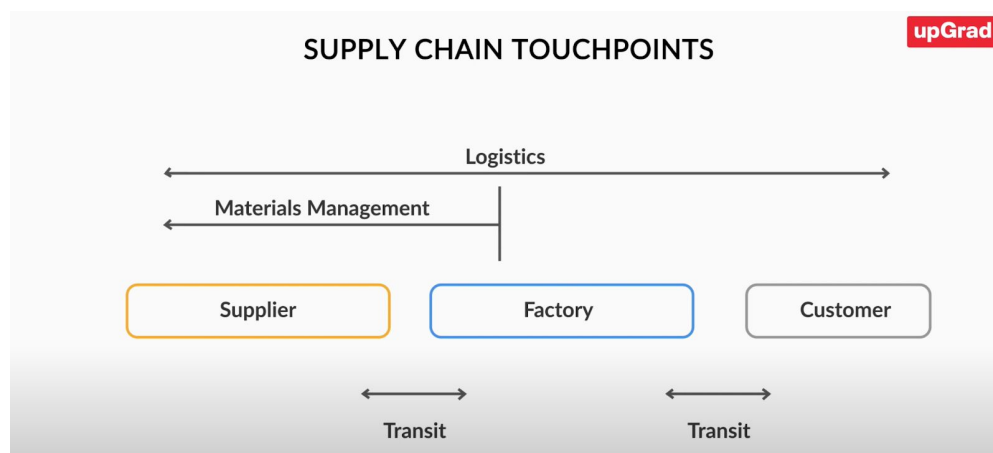 upGrad
SUPPLY CHAIN TOUCHPOINTS
Logistics
Materials Management
Supplier
Factory
Customer
Transit
Transit